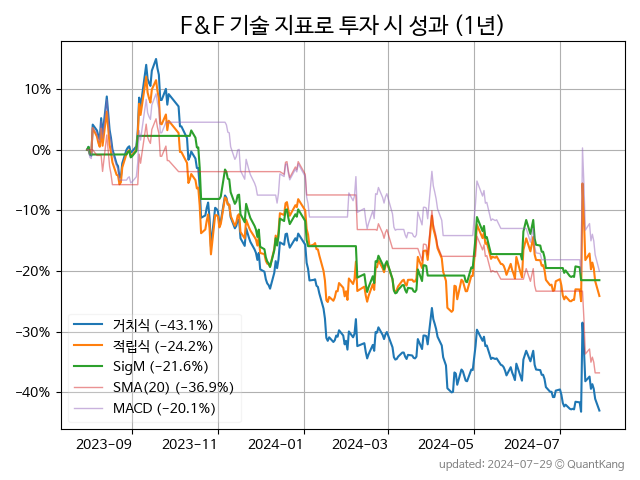 F&F 기술 지표로 투자 시 성과 (1년)
10%
0%
−10%
−20%
−30%
−40%
거치식 (−43.1%)
적립식 (−24.2%)
SigM (−21.6%)
SMA(20) (−36.9%)
MACD (−20.1%)
2023-09 2023-11 2024-01 2024-03 2024-05 2024-07
updated: 2024-07-29 © QuantKang